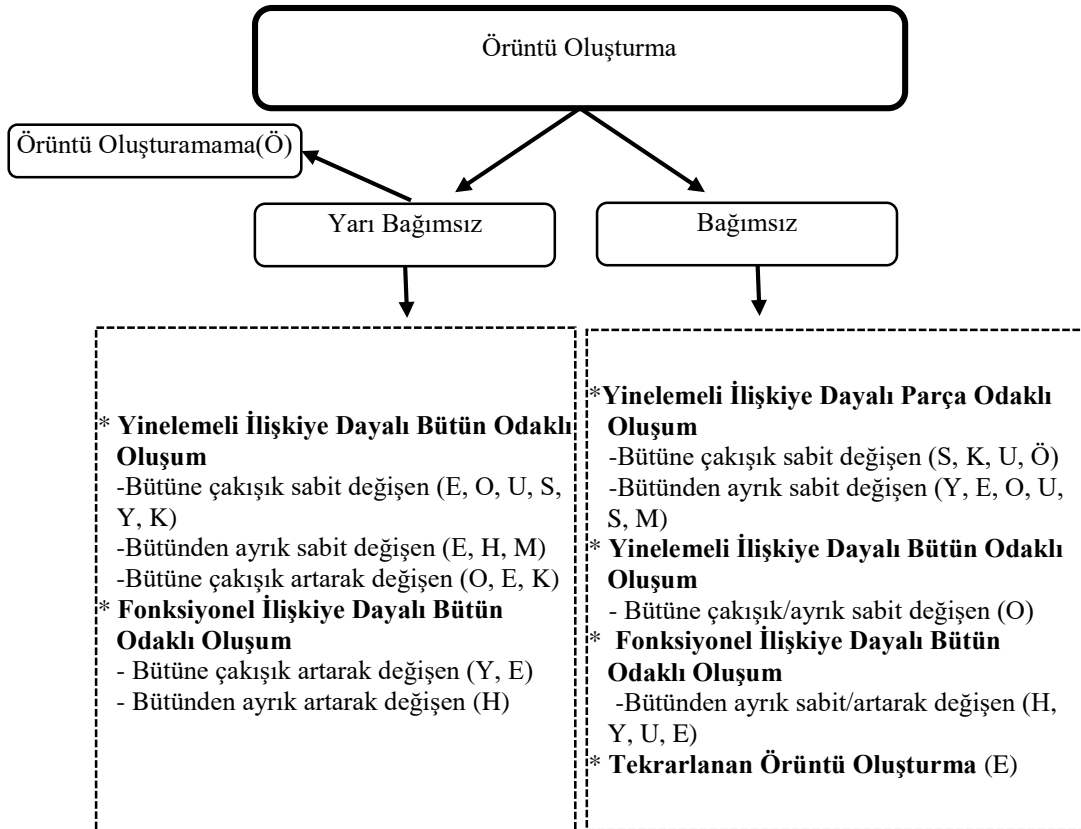 Örüntü Oluşturma
Örüntü Oluşturamama(Ö)
Yarı Bağımsız
Bağımsız
* Yinelemeli İlişkiye Dayalı Bütün Odaklı
Oluşum
-Bütüne çakışık sabit değişen (E, O, U, S,
Y, K)
-Bütünden ayrık sabit değişen (E, H, M)
-Bütüne çakışık artarak değişen (O, E, K)
* Fonksiyonel İlişkiye Dayalı Bütün
Odaklı Oluşum
- Bütüne çakışık artarak değişen (Y, E)
- Bütünden ayrık artarak değişen (H)
*Yinelemeli İlişkiye Dayalı Parça Odaklı
Oluşum
-Bütüne çakışık sabit değişen (S, K, U, Ö)
-Bütünden ayrık sabit değişen (Y, E, O, U,
S, M)
* Yinelemeli İlişkiye Dayalı Bütün Odaklı
Oluşum
- Bütüne çakışık/ayrık sabit değişen (O)
* Fonksiyonel İlişkiye Dayalı Bütün
Odaklı Oluşum
-Bütünden ayrık sabit/artarak değişen (H,
Y, U, E)
* Tekrarlanan Örüntü Oluşturma (E)